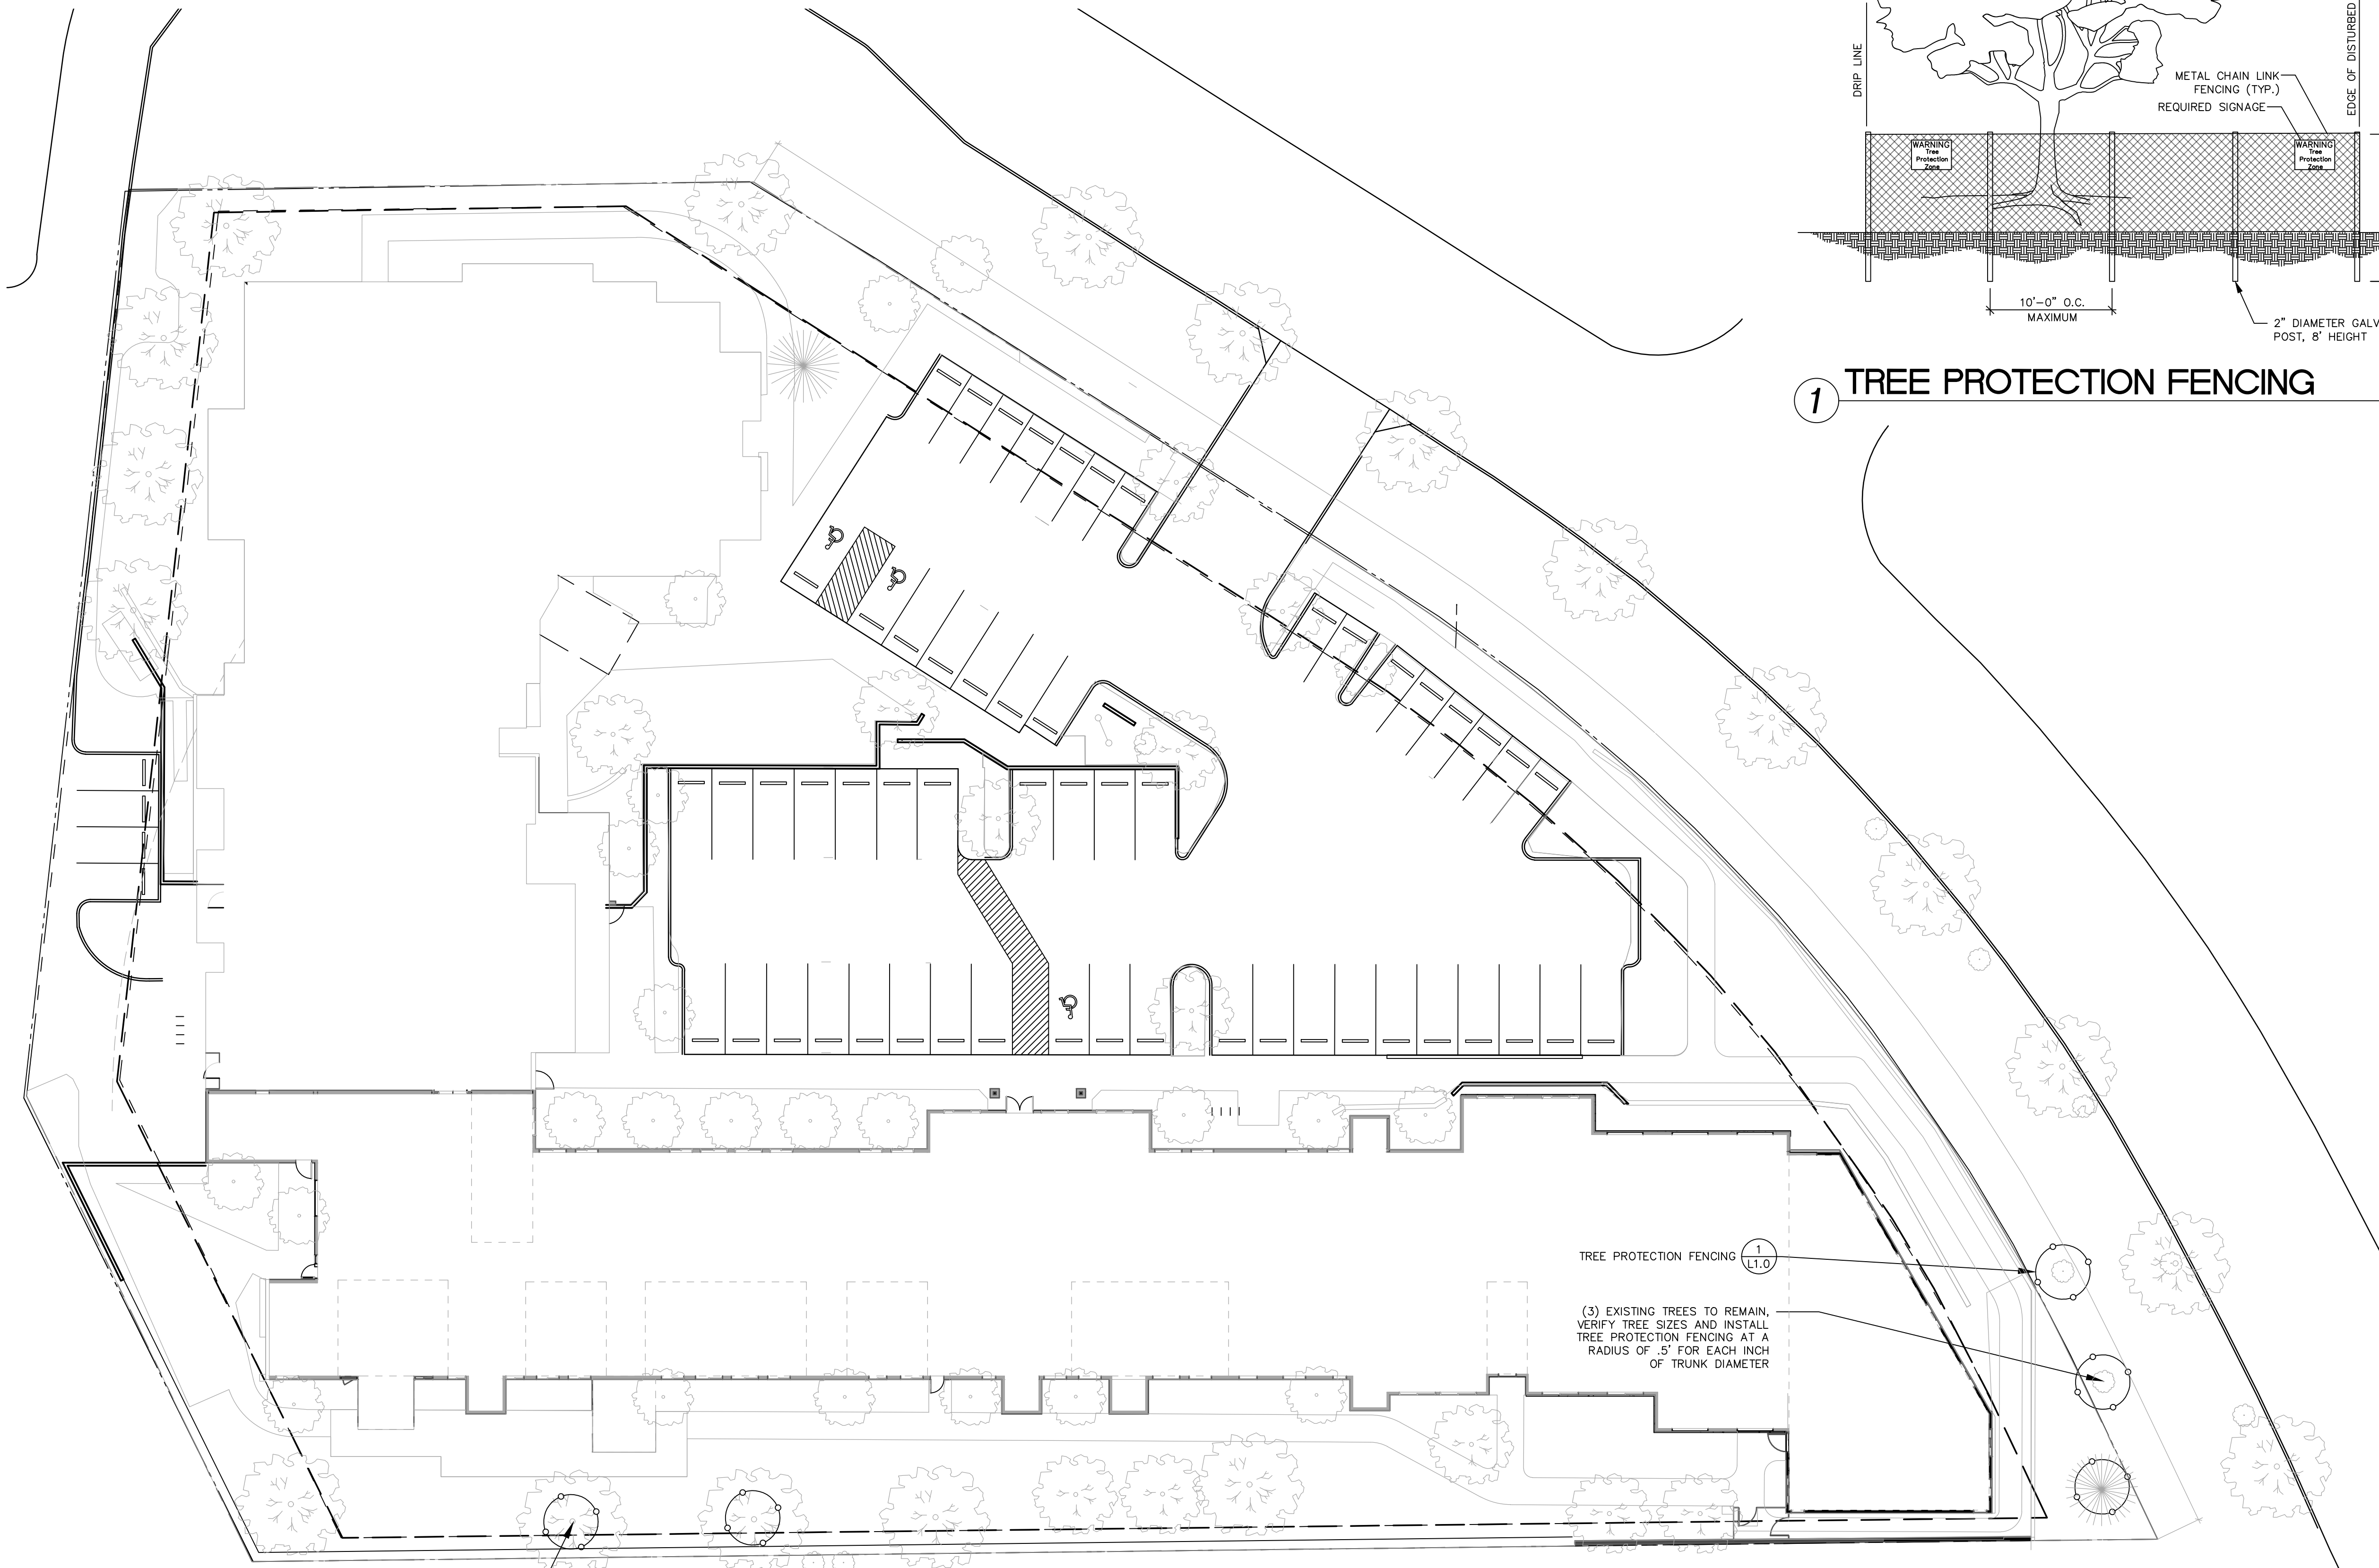 DRIP LINE
EDGE OF DISTURBED
METAL CHAIN LINK
FENCING (TYP.)
REQUIRED SIGNAGE
WARNING
Tree
Protection
Zone
WARNING
Tree
Protection
Zone
10'-0" O.C.
MAXIMUM
2" DIAMETER GALV
POST, 8' HEIGHT
1 TREE PROTECTION FENCING
TREE PROTECTION FENCING
1
L1.0
(3) EXISTING TREES TO REMAIN,
VERIFY TREE SIZES AND INSTALL
TREE PROTECTION FENCING AT A
RADIUS OF .5' FOR EACH INCH
OF TRUNK DIAMETER